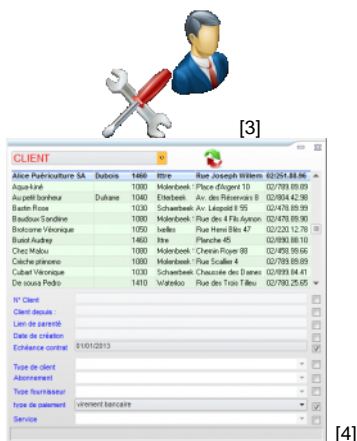 [3]
CLIENT
Alice Puériculture SA Dubois 1460 Ittre Rue Joseph Willem 02/251.88.96
Aqua-kiné 1080 Molenbeek Place d'Argent 10 02/789.89.89
Au petit bonheur Dufrane 1040 Etterbeek Av. des Réservoirs 8 02/804.42.98
Bastin Rose 1030 Schaerbeek Av. Léopold II 55 02/478.89.99
Baudoux Sandrine 1080 Molenbeek Rue des 4 Fils Aymon 02/478.89.90
Biotcome Véronique 1050 Ixelles Rue Henri Blès 47 02/220.12.78
Buriot Audrey 1460 Ittre Planche 45 02/890.88.10
Chez Malou 1080 Molenbeek Chenin Royer 88 02/458.99.66
Crèche primono 1080 Molenbeek Rue Scallier 4 02/789.89.89
Cubart Véronique 1030 Schaerbeek Chaussée des Dames 02/899.04.41
De sousa Pedro 1410 Waterloo Rue des Trois Tilleu 02/780.25.65
N° Client
Client depuis :
Lien de parenté
Date de création
Echéance contrat 01/01/2013
Type de client
Abonnement
Type fournisseur
type de paiement virement bancaire
Service
[4]